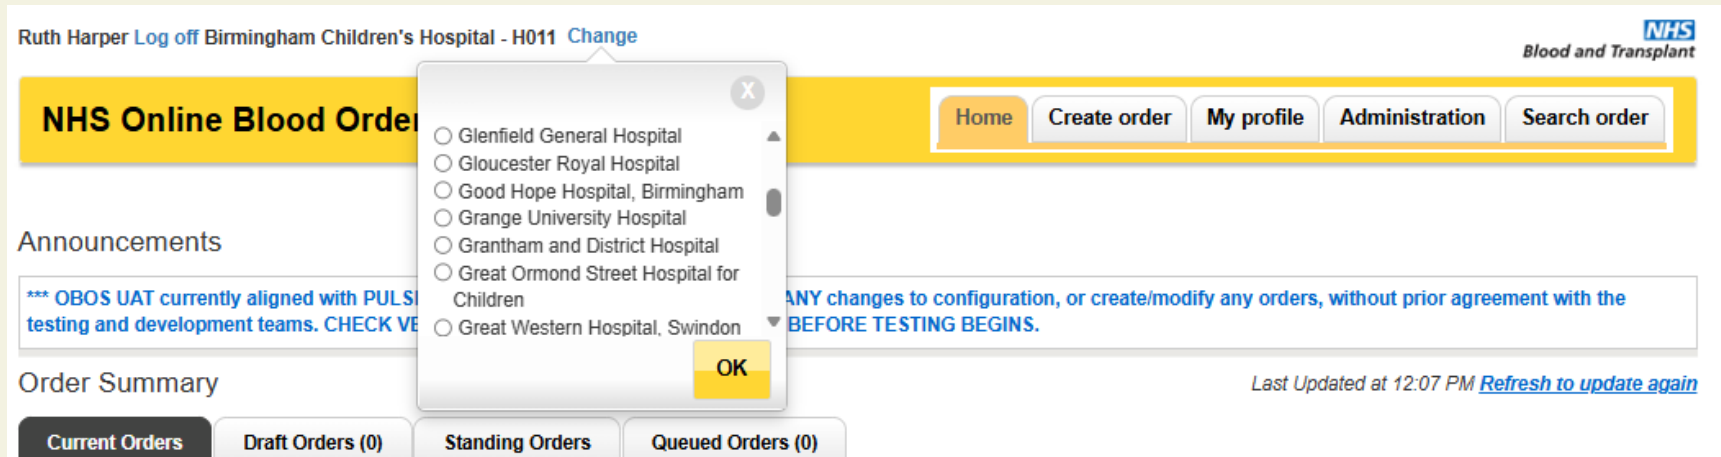 Ruth Harper Log off Birmingham Children's Hospital - H011 Change
NHS
Blood and Transplant
X
NHS Online Blood Order
Home Create order My profile Administration Search order
Glenfield General Hospital
Gloucester Royal Hospital
Good Hope Hospital, Birmingham
Grange University Hospital
Grantham and District Hospital
Great Ormond Street Hospital for
Children
Great Western Hospital, Swindon
OK
Announcements
*** OBOS UAT currently aligned with PULS ANY changes to configuration, or create/modify any orders, without prior agreement with the
testing and development teams. CHECK VE BEFORE TESTING BEGINS.
Order Summary
Last Updated at 12:07 PM Refresh to update again
Current Orders Draft Orders (0) Standing Orders Queued Orders (0)